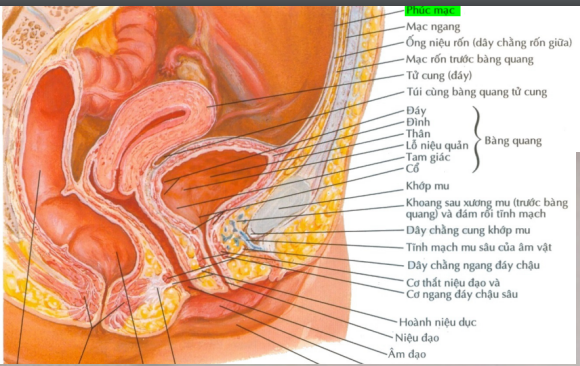 Phúc mạc
Mạc ngang
Ống niệu rốn (dây chằng rốn giữa)
Mạc rốn trước bàng quang
Tử cung (đáy)
Túi cùng bàng quang tử cung
Đáy
Đỉnh
Thân
Lỗ niệu quản
Tam giác
Cổ
Bàng quang
Khớp mu
Khoang sau xương mu (trước bàng
quang) và đám rối tĩnh mạch
Dây chằng cung khớp mu
Tĩnh mạch mu sâu của âm vật
Dây chằng ngang đáy chậu
Cơ thắt niệu đạo và
Cơ ngang đáy chậu sâu
Hoành niệu dục
Niệu đạo
Âm đạo